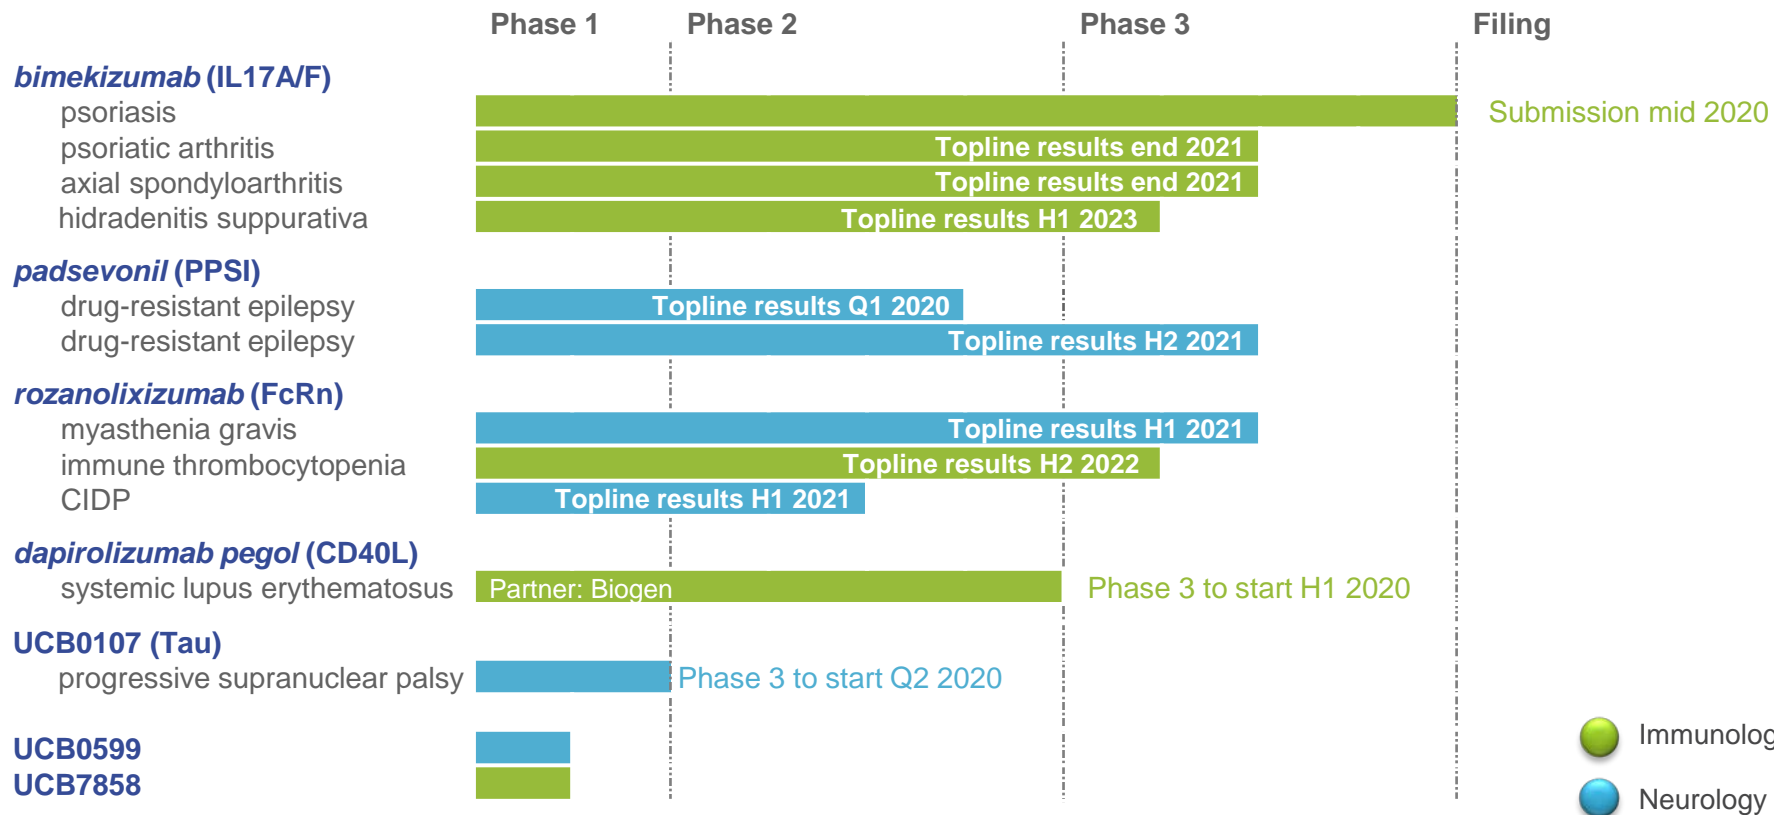 Phase 1 Phase 2 Phase 3 Filing
bimekizumab (IL17A/F)
psoriasis Submission mid 2020
psoriatic arthritis Topline results end 2021
axial spondyloarthritis Topline results end 2021
hidradenitis suppurativa Topline results H1 2023
padsevonil (PPSI)
drug-resistant epilepsy Topline results Q1 2020
drug-resistant epilepsy Topline results H2 2021
rozanolixizumab (FcRn)
myasthenia gravis Topline results H1 2021
immune thrombocytopenia Topline results H2 2022
CIDP Topline results H1 2021
dapirolizumab pegol (CD40L)
systemic lupus erythematosus Partner: Biogen Phase 3 to start H1 2020
UCB0107 (Tau)
progressive supranuclear palsy Phase 3 to start Q2 2020
UCB0599
UCB7858
Immunolog
Neurology